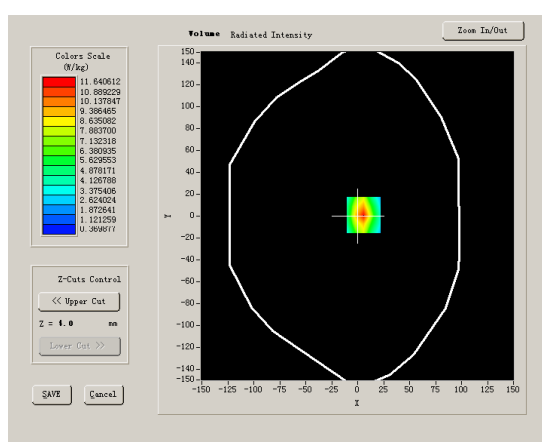 Volume Radiated Intensity
Zoom In/Out
Colors Scale
(W/kg)
11.640612
10.889229
10.137847
9.386465
8.635082
7.883700
7.132318
6.380935
5.629553
4.878171
4.126788
3.375406
2.624024
1.872641
1.121259
0.369877
150
140
120
100
80
60
40
20
0
-20
-40
-60
-80
-100
-120
-140
-150
Y
-150 -125 -100 -75 -50 -25 0 25 50 75 100 125 150
X
Z-Cuts Control
<< Upper Cut
Z = 4.0 mm
Lower Cut >>
SAVE Cancel